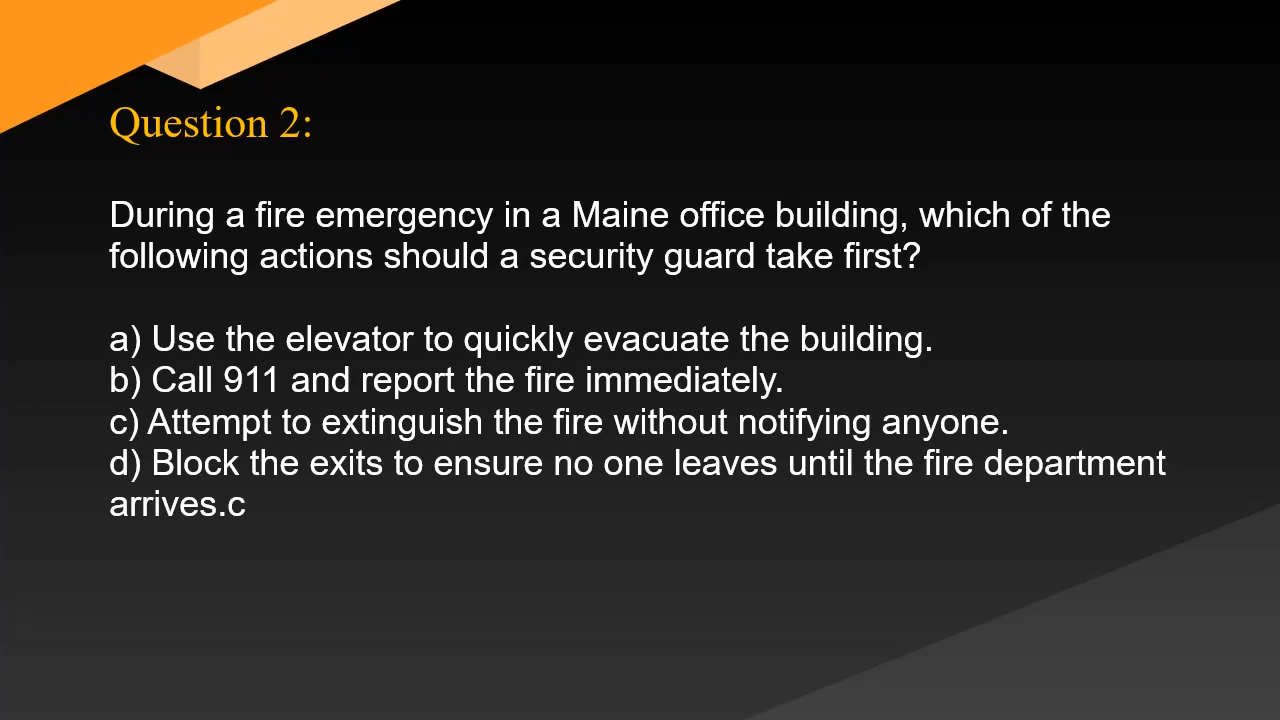 Question 2:
During a fire emergency in a Maine office building, which of the
following actions should a security guard take first?
a) Use the elevator to quickly evacuate the building.
b) Call 911 and report the fire immediately.
c) Attempt to extinguish the fire without notifying anyone.
d) Block the exits to ensure no one leaves until the fire department
arrives.c